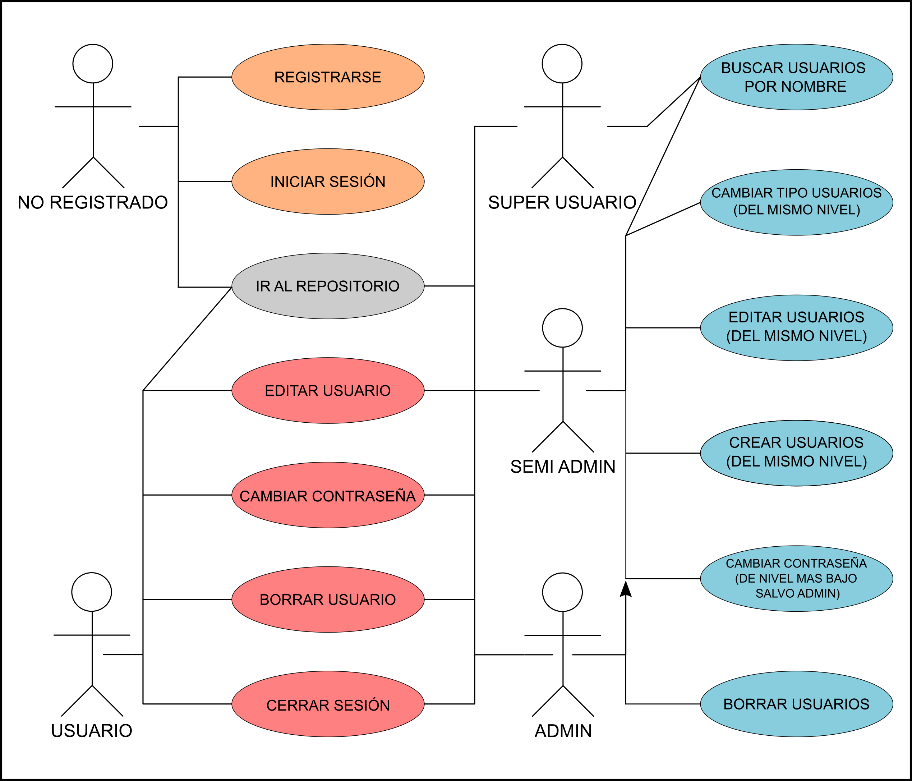 REGISTRARSE
BUSCAR USUARIOS
POR NOMBRE
INICIAR SESIÓN
NO REGISTRADO
SUPER USUARIO
CAMBIAR TIPO USUARIOS
(DEL MISMO NIVEL)
IR AL REPOSITORIO
EDITAR USUARIOS
(DEL MISMO NIVEL)
EDITAR USUARIO
SEMI ADMIN
CREAR USUARIOS
(DEL MISMO NIVEL)
CAMBIAR CONTRASEÑA
CAMBIAR CONTRASEÑA
(DE NIVEL MAS BAJO
SALVO ADMIN)
BORRAR USUARIO
CERRAR SESIÓN
BORRAR USUARIOS
USUARIO
ADMIN